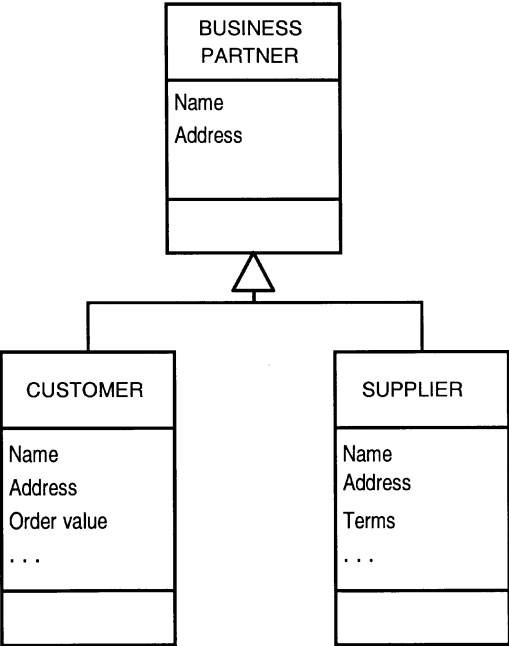 BUSINESS
PARTNER
Name
Address
CUSTOMER
Name
Address
Order value
. . .
SUPPLIER
Name
Address
Terms
. . .